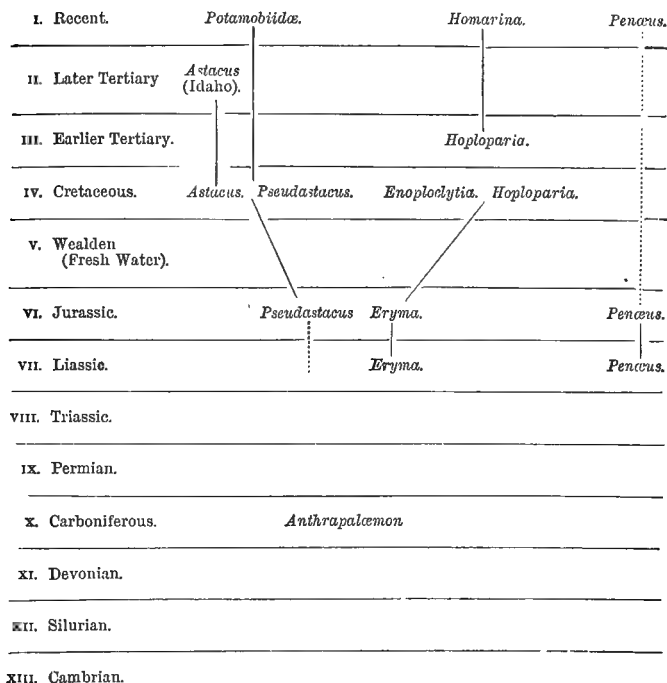 I. Recent. Potamobiidæ. Homarina. Penæus.
II. Later Tertiary Astacus
(Idaho).
III. Earlier Tertiary. Hoploparia.
IV. Cretaceous. Astacus. Pseudastacus. Enoploclytia. Hoploparia.
V. Wealden
(Fresh Water).
VI. Jurassic. Pseudastacus Eryma. Penæus.
VII. Liassic. Eryma. Penæus.
VIII. Triassic.
IX. Permian.
X. Carboniferous. Anthrapalæmon
XI. Devonian.
XII. Silurian.
XIII. Cambrian.